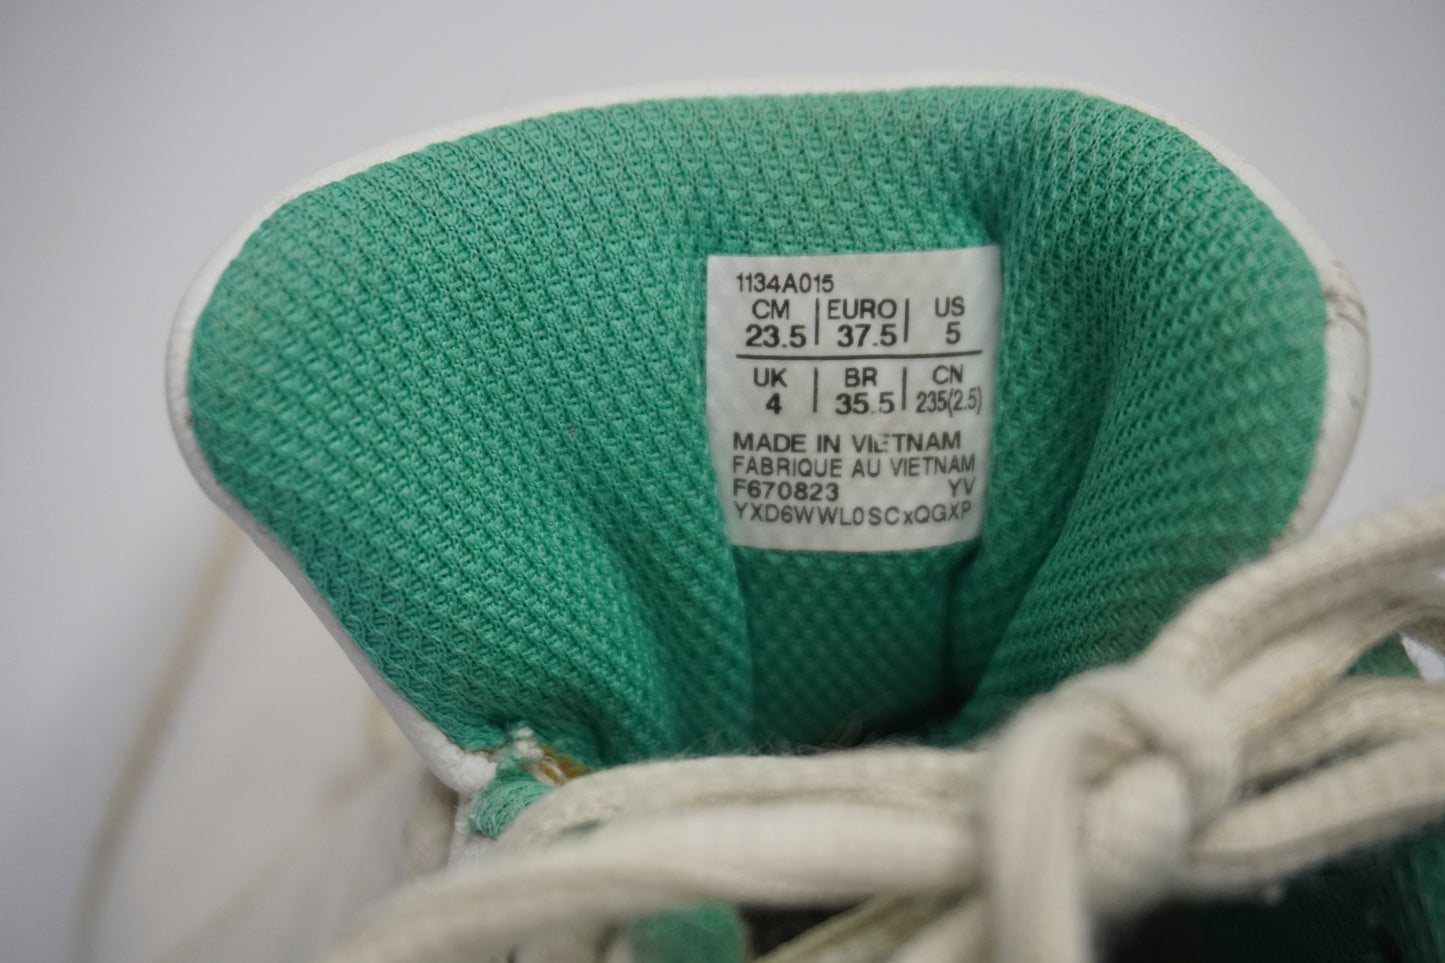 1134A015
CM | EURO | US
23.5 | 37.5 | 5
UK | BR | CN
4 | 35.5 | 235(2.5)
MADE IN VIETNAM
FABRIQUE AU VIETNAM
F670823 YV
YXD6WWL0SCxQGXP